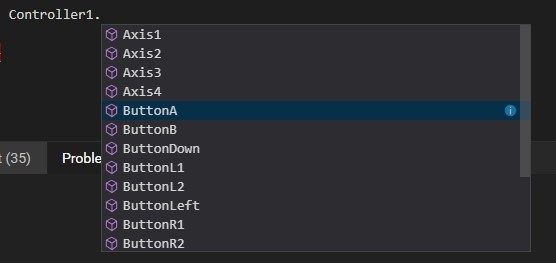 Controller1.
Axis1
Axis2
Axis3
Axis4
ButtonA
ButtonB
ButtonDown
ButtonL1
(35) Proble
ButtonL2
ButtonLeft
ButtonR1
ButtonR2